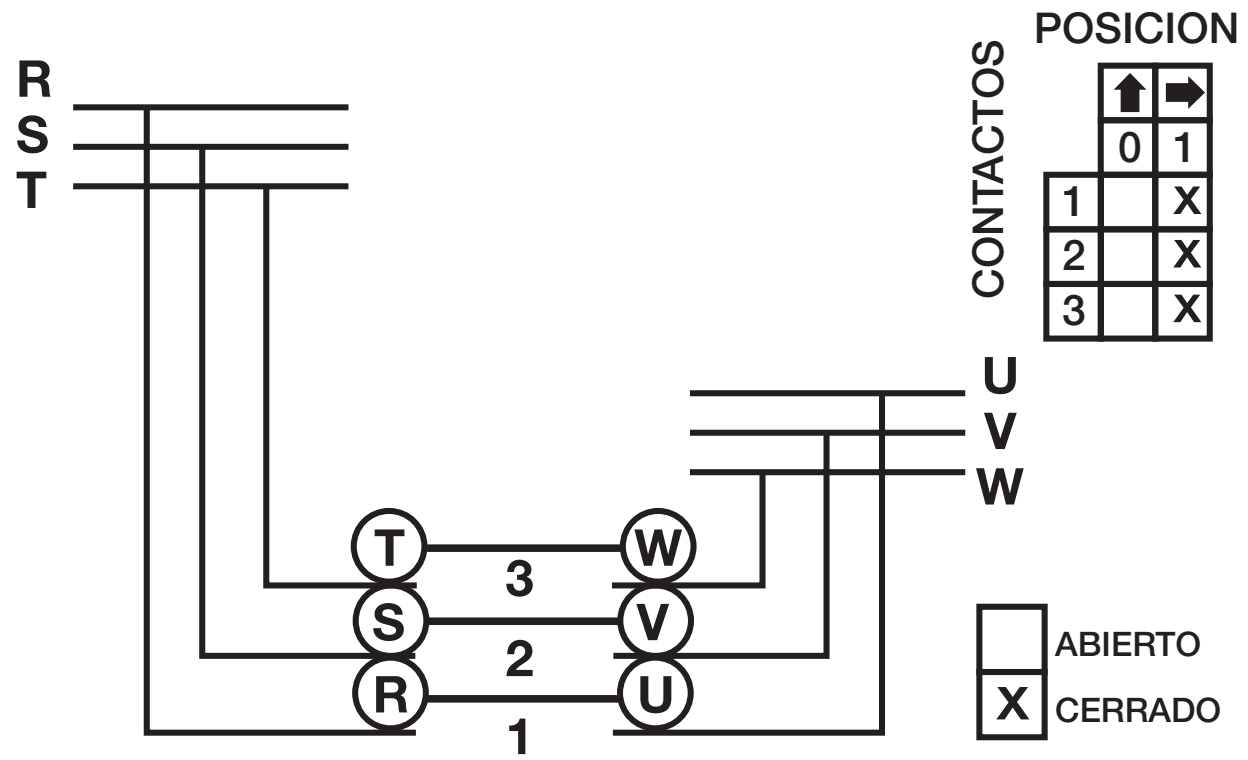 POSICION
CONTACTOS
0 1
1 X
2 X
3 X
R
S
T
U
V
W
T W
3
S V
2
R U
1
ABIERTO
X CERRADO